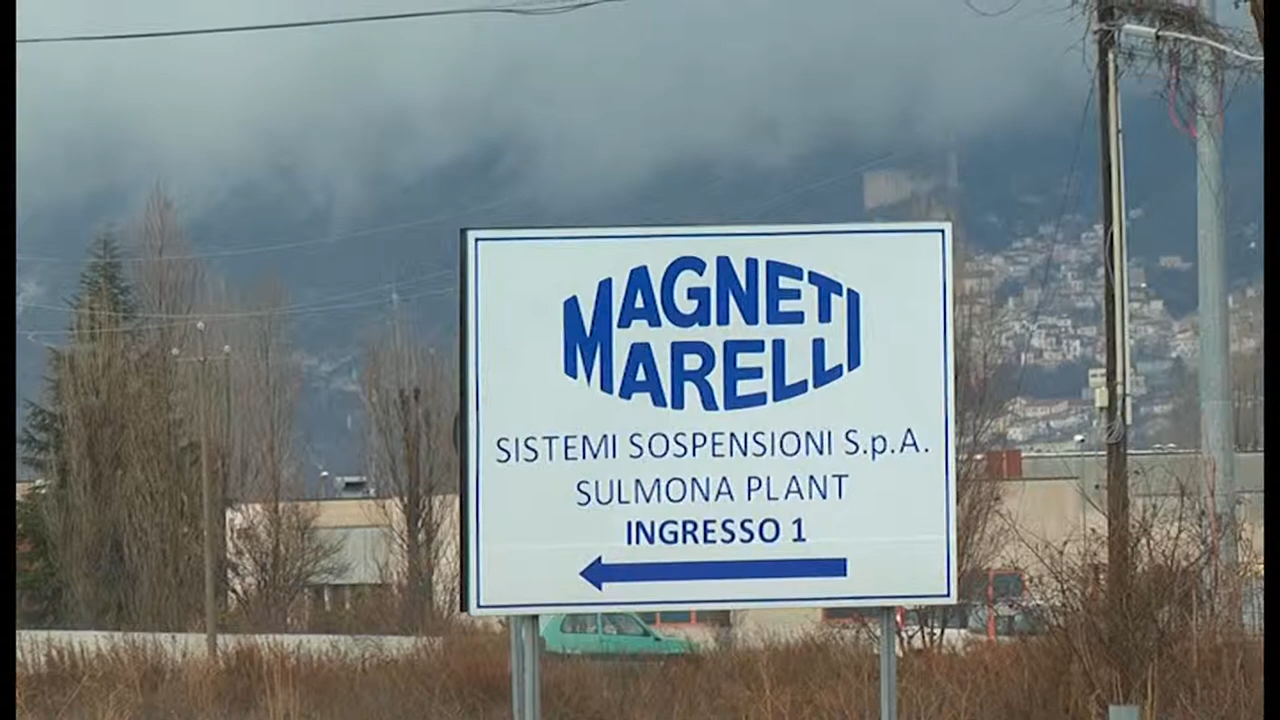 MAGNETI
MARELLI
SISTEMI SOSPENSIONI S.p.A.
SULMONA PLANT
INGRESSO 1